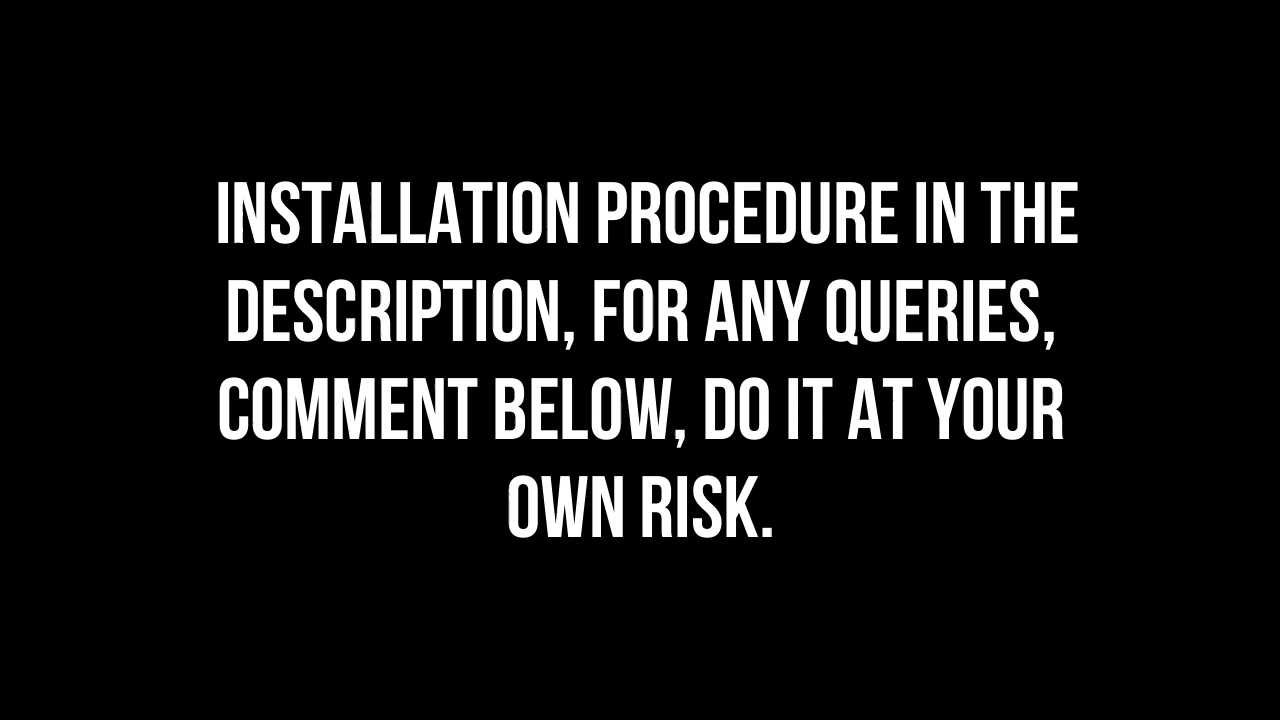 INSTALLATION PROCEDURE IN THE
DESCRIPTION, FOR ANY QUERIES,
COMMENT BELOW, DO IT AT YOUR
OWN RISK.